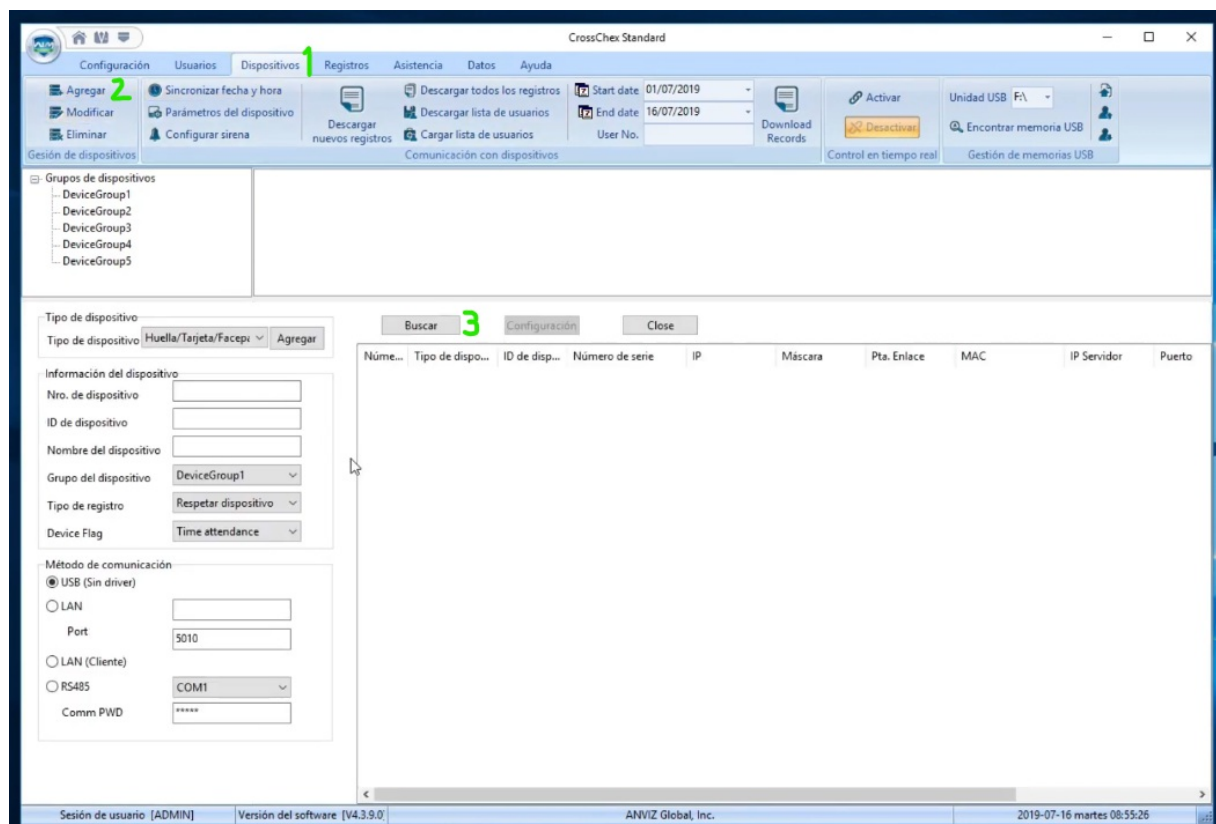 CrossChex Standard
Configuración Usuarios Dispositivos 1 Registros Asistencia Datos Ayuda
Agregar 2
Modificar
Eliminar
Gesión de dispositivos
Sincronizar fecha y hora
Parámetros del dispositivo
Configurar sirena
Descargar
nuevos registros
Descargar todos los registros
Descargar lista de usuarios
Cargar lista de usuarios
Comunicación con dispositivos
Start date 01/07/2019
End date 16/07/2019
User No.
Download
Records
Activar
Desactivar
Control en tiempo real
Unidad USB F:\
Encontrar memoria USB
Gestión de memorias USB
Grupos de dispositivos
DeviceGroup1
DeviceGroup2
DeviceGroup3
DeviceGroup4
DeviceGroup5
Tipo de dispositivo
Tipo de dispositivo Huella/Tarjeta/Facepa Agregar
Información del dispositivo
Nro. de dispositivo
ID de dispositivo
Nombre del dispositivo
Grupo del dispositivo DeviceGroup1
Tipo de registro Respetar dispositivo
Device Flag Time attendance
Método de comunicación
USB (Sin driver)
LAN
Port 5010
LAN (Cliente)
RS485 COM1
Comm PWD *****
Buscar 3 Configuración Close
Núme... Tipo de dispo... ID de disp... Número de serie IP Máscara Pta. Enlace MAC IP Servidor Puerto
Sesión de usuario [ADMIN] Versión del software [V4.3.9.0] ANVIZ Global, Inc. 2019-07-16 martes 08:55:26